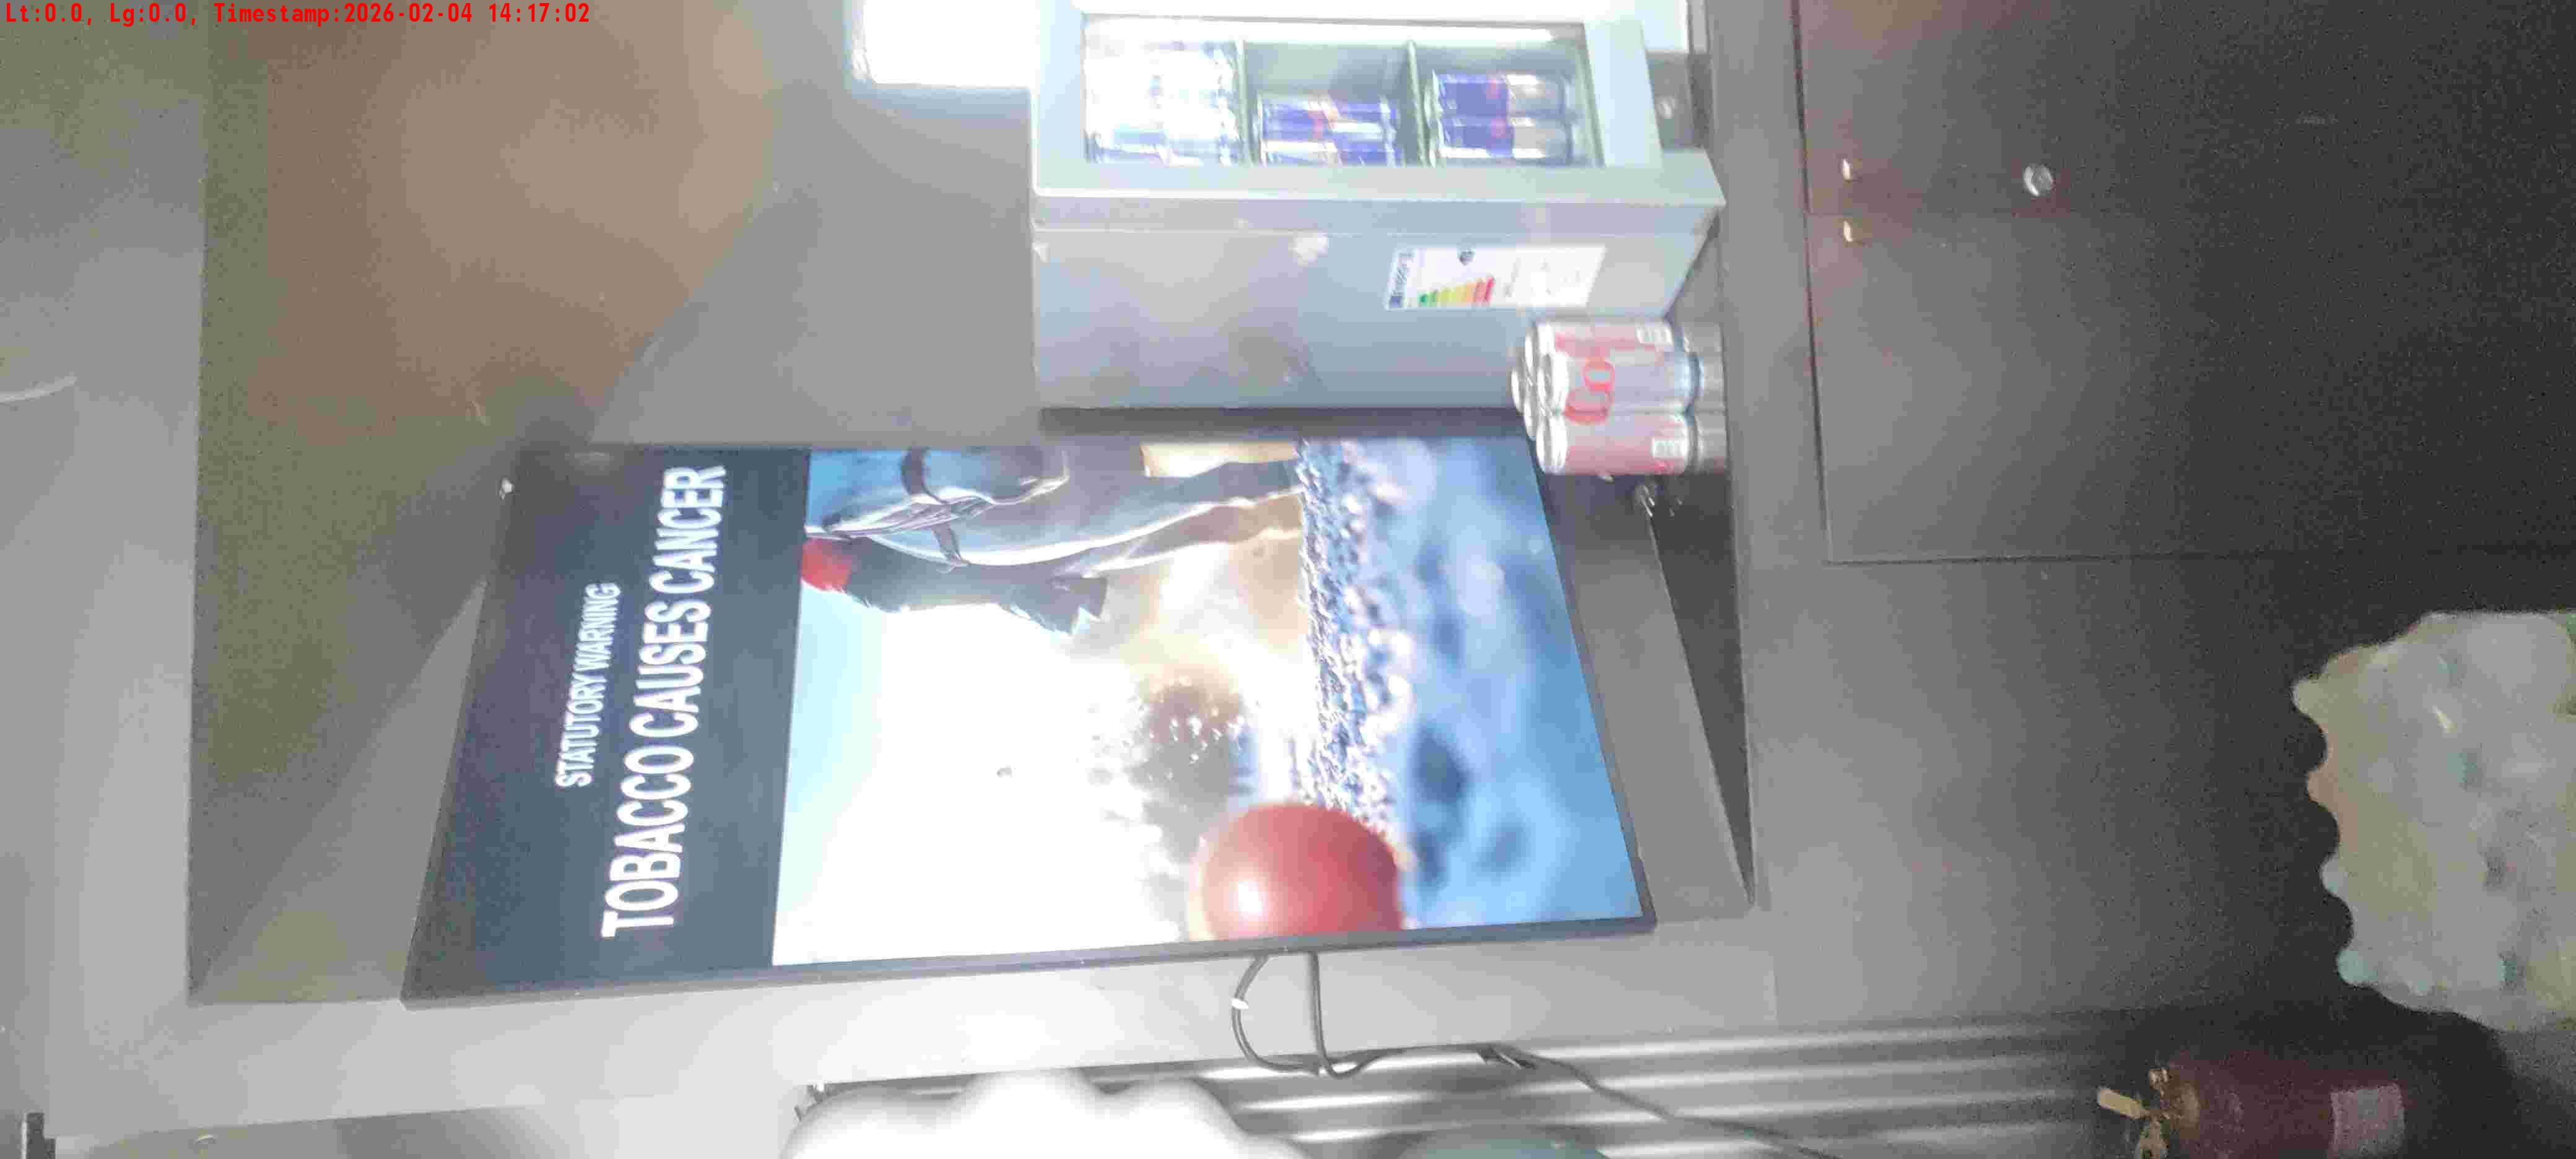 Lt:0.0, Lg:0.0, Timestamp:2026-02-04 14:17:02
STATUTORY WARNING
TOBACCO CAUSES CANCER